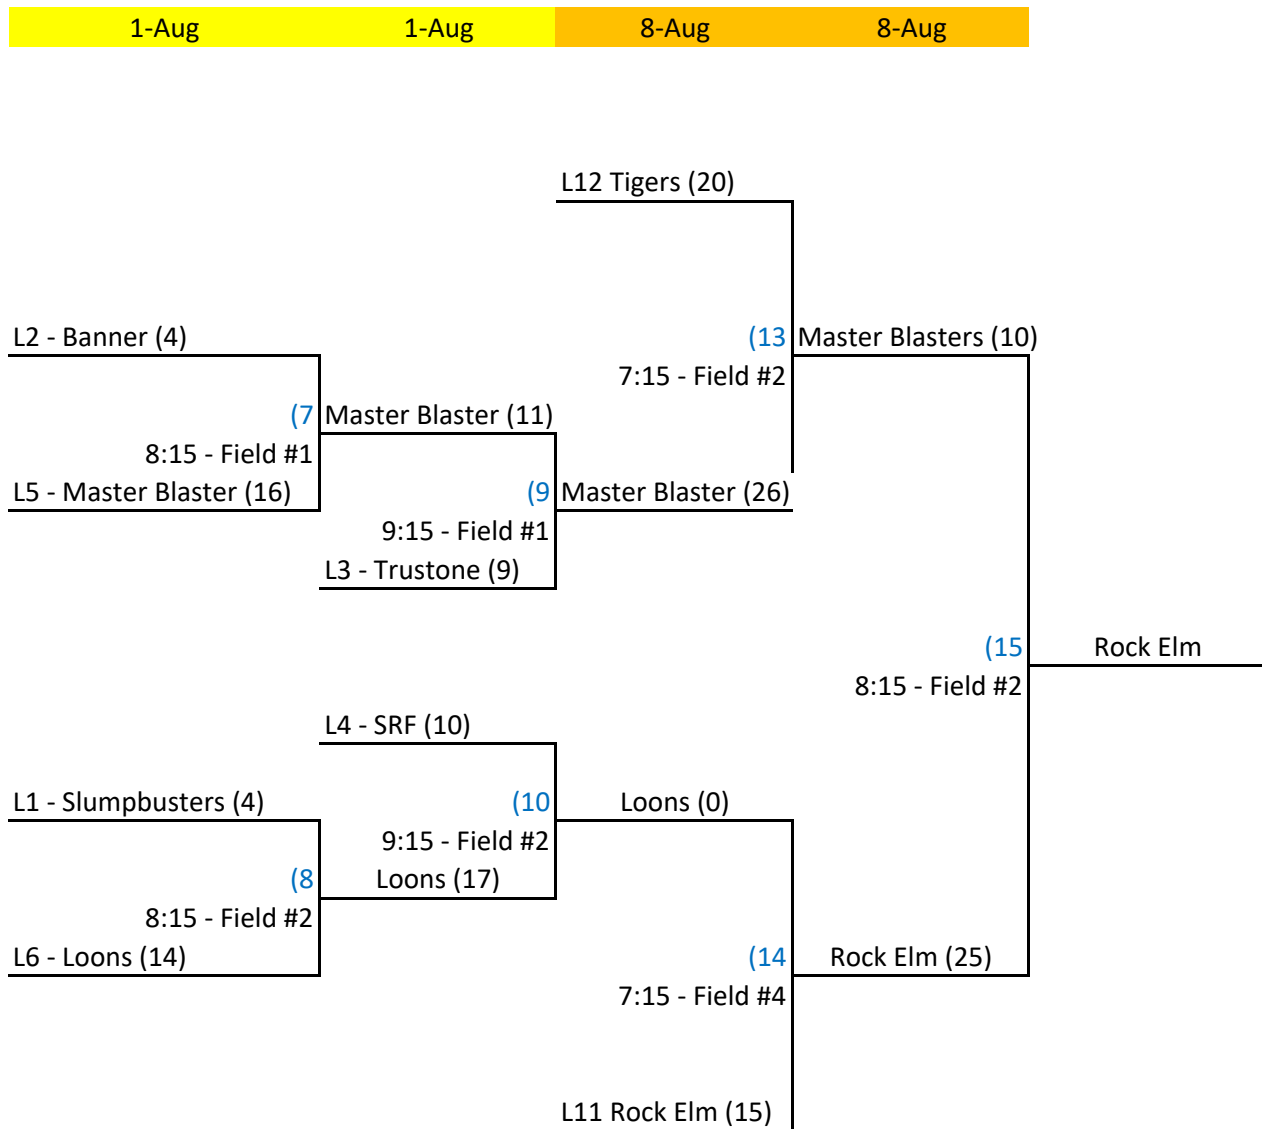 1-Aug 1-Aug 8-Aug 8-Aug
L12 Tigers (20)
L2 - Banner (4)
(13
Master Blasters (10)
7:15 - Field #2
(7
Master Blaster (11)
8:15 - Field #1
L5 - Master Blaster (16)
(9
Master Blaster (26)
9:15 - Field #1
L3 - Trustone (9)
(15
Rock Elm
8:15 - Field #2
L4 - SRF (10)
L1 - Slumpbusters (4)
(10
Loons (0)
9:15 - Field #2
(8
Loons (17)
8:15 - Field #2
L6 - Loons (14)
(14
Rock Elm (25)
7:15 - Field #4
L11 Rock Elm (15)